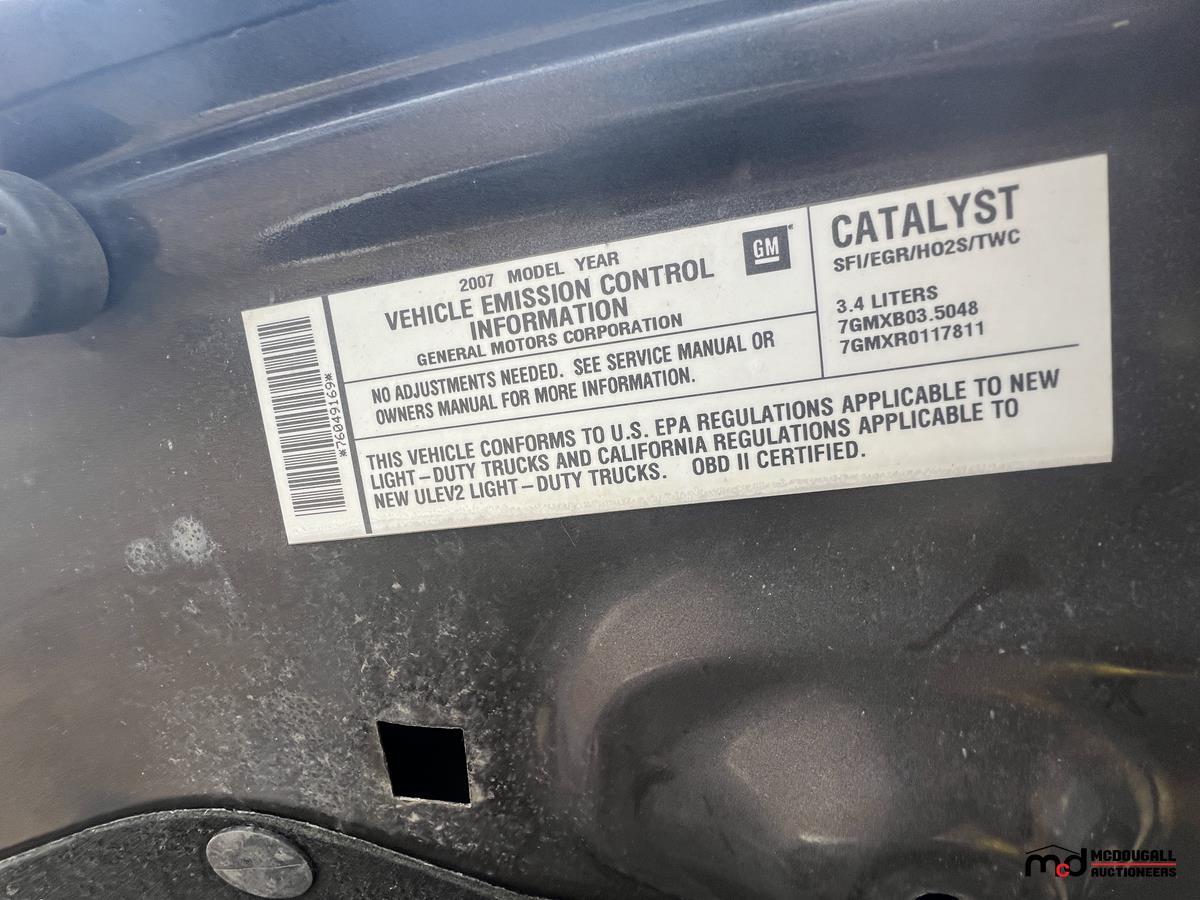 2007 MODEL YEAR
VEHICLE EMISSION CONTROL
INFORMATION
GENERAL MOTORS CORPORATION
GM
NO ADJUSTMENTS NEEDED. SEE SERVICE MANUAL OR
OWNERS MANUAL FOR MORE INFORMATION.
CATALYST
SFI/EGR/HO2S/TWC
3.4 LITERS
7GMXB03.5048
7GMXR0117811
THIS VEHICLE CONFORMS TO U.S. EPA REGULATIONS APPLICABLE TO NEW
LIGHT-DUTY TRUCKS AND CALIFORNIA REGULATIONS APPLICABLE TO
NEW ULEV2 LIGHT-DUTY TRUCKS. OBD II CERTIFIED.
*76049169*
mcd MCDOUGALL
AUCTIONEERS